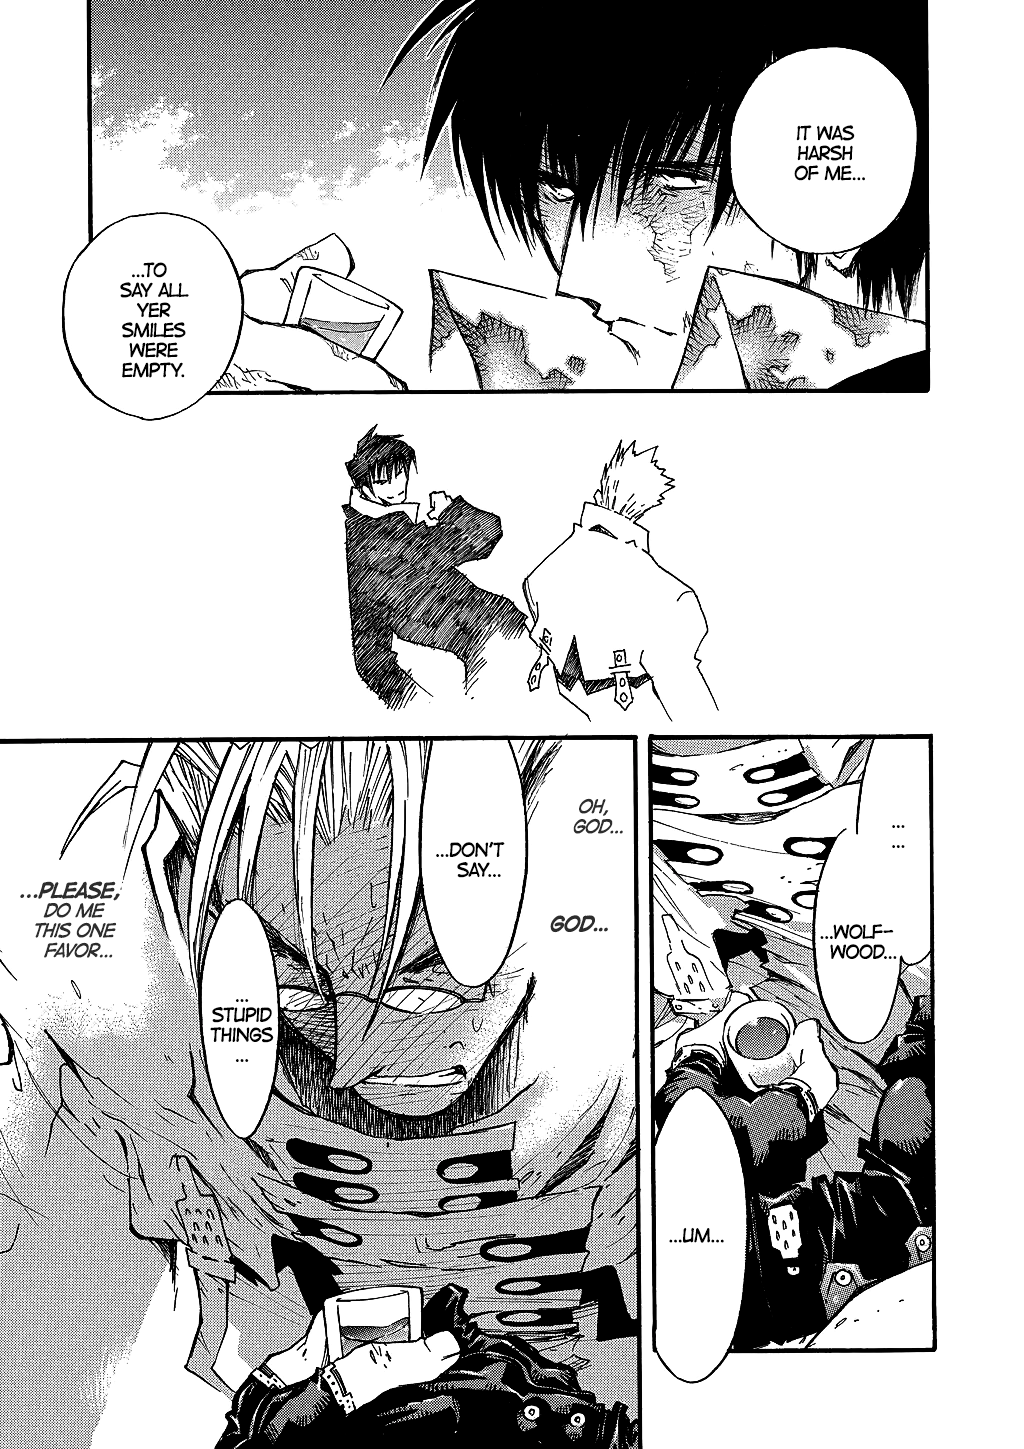 IT WAS
HARSH
OF ME...
...TO
SAY ALL
YER
SMILES
WERE
EMPTY.
...
...
...WOLF-
WOOD...
...UM...
OH,
GOD...
...DON'T
SAY...
GOD...
...
STUPID
THINGS
...
...PLEASE,
DO ME
THIS ONE
FAVOR...